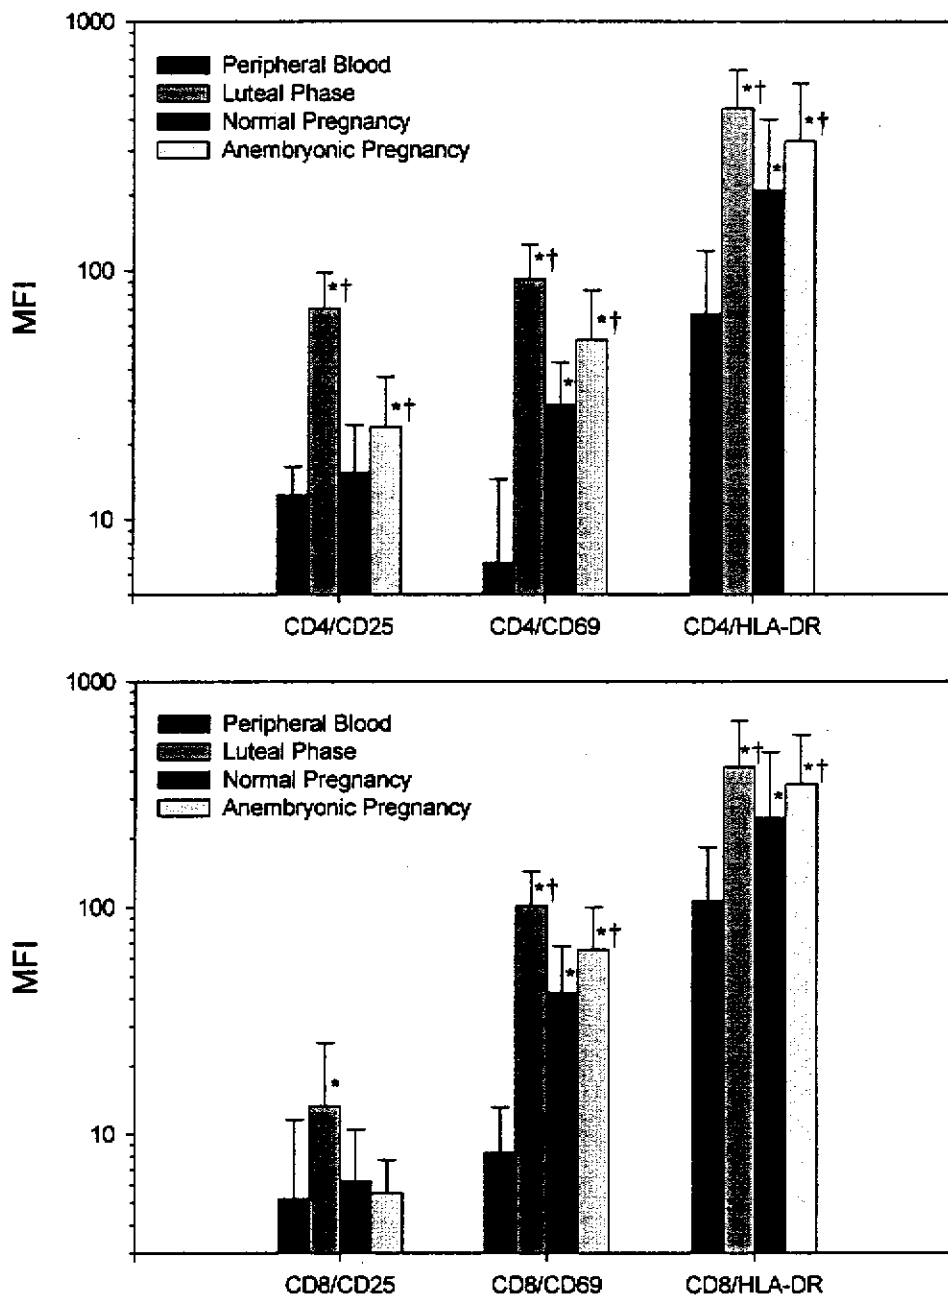 1000
Peripheral Blood
Luteal Phase
Normal Pregnancy
Anembryonic Pregnancy
*†
*
*†
100
MFI
*†
*†
*†
*
*†
10
CD4/CD25 CD4/CD69 CD4/HLA-DR
1000
Peripheral Blood
Luteal Phase
Normal Pregnancy
Anembryonic Pregnancy
*†
*
*†
100
MFI
*†
*
*†
*
10
CD8/CD25 CD8/CD69 CD8/HLA-DR